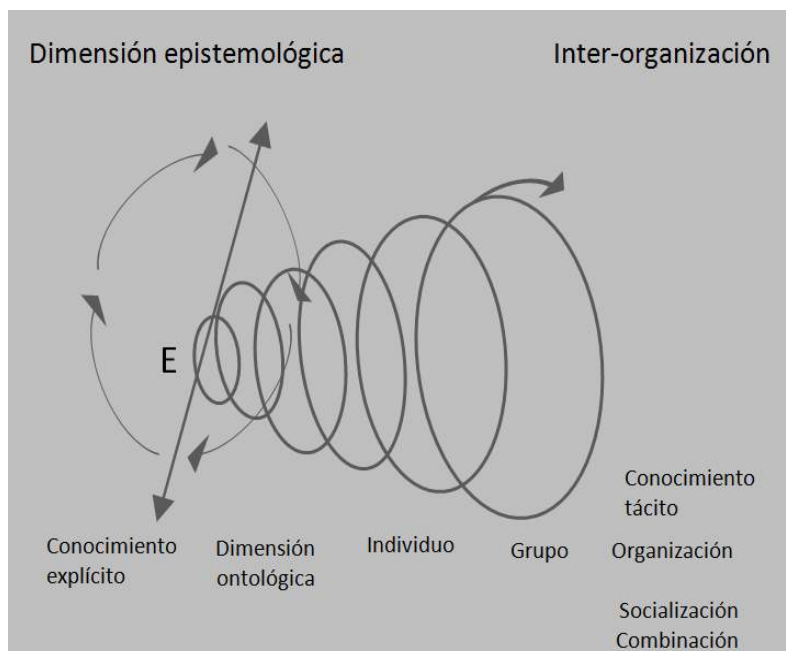 Dimensión epistemológica
Inter-organización
E
Conocimiento
tácito
Conocimiento
explícito
Dimensión
ontológica
Individuo
Grupo
Organización
Socialización
Combinación